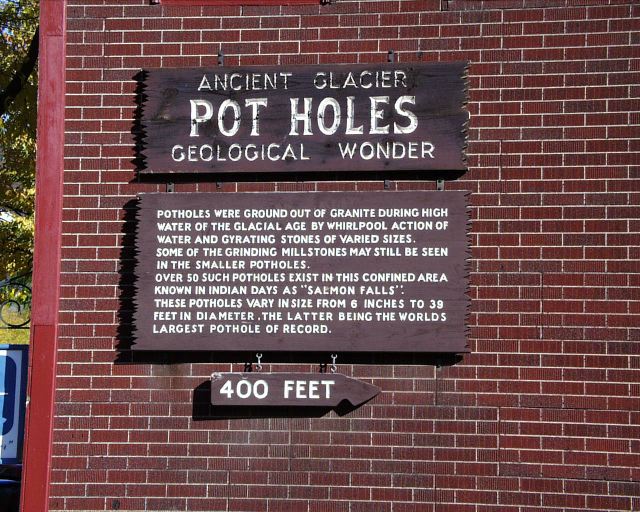 ANCIENT GLACIER
POT HOLES
GEOLOGICAL WONDER
POTHOLES WERE GROUND OUT OF GRANITE DURING HIGH
WATER OF THE GLACIAL AGE BY WHIRLPOOL ACTION OF
WATER AND GYRATING STONES OF VARIED SIZES.
SOME OF THE GRINDING MILLSTONES MAY STILL BE SEEN
IN THE SMALLER POTHOLES.
OVER 50 SUCH POTHOLES EXIST IN THIS CONFINED AREA
KNOWN IN INDIAN DAYS AS "SALMON FALLS".
THESE POTHOLES VARY IN SIZE FROM 6 INCHES TO 39
FEET IN DIAMETER. THE LATTER BEING THE WORLDS
LARGEST POTHOLE OF RECORD.
400 FEET